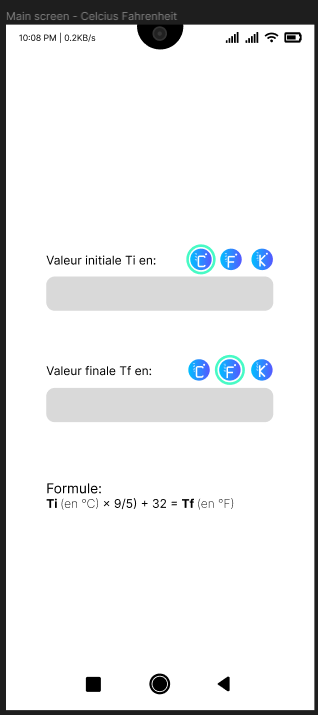 Main screen - Celcius Fahrenheit
10:08 PM | 0.2KB/s
Valeur initiale Ti en: C F K
Valeur finale Tf en: C F K
Formule:
Ti (en °C) × 9/5) + 32 = Tf (en °F)